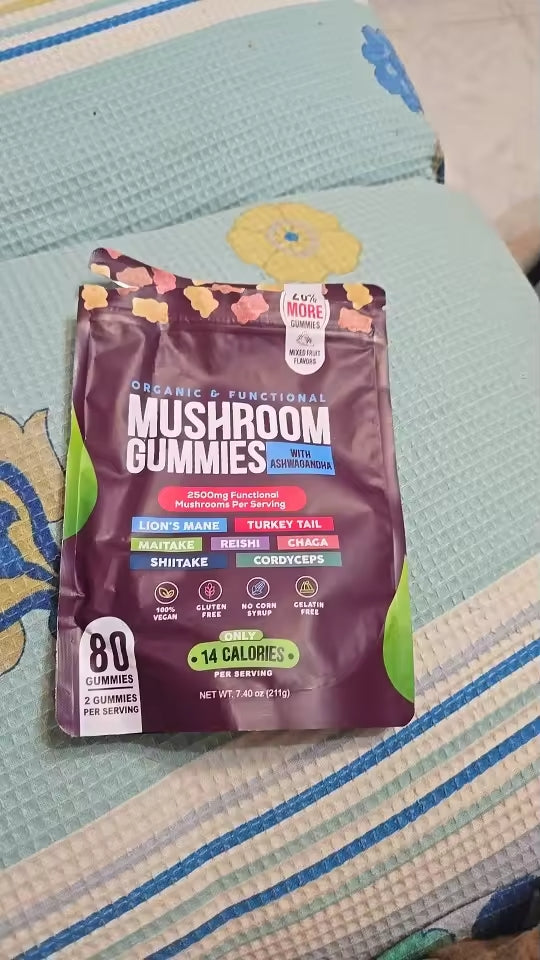 20%
MORE
GUMMIES
MIXED FRUIT
FLAVORS
ORGANIC & FUNCTIONAL
MUSHROOM
GUMMIES
WITH
ASHWAGANDHA
2500mg Functional
Mushrooms Per Serving
LION'S MANE TURKEY TAIL
MAITAKE REISHI CHAGA
SHIITAKE CORDYCEPS
100%
VEGAN
GLUTEN
FREE
NO CORN
SYRUP
GELATIN
FREE
ONLY
• 14 CALORIES •
PER SERVING
80
GUMMIES
2 GUMMIES
PER SERVING
NET WT. 7.40 oz (211g)